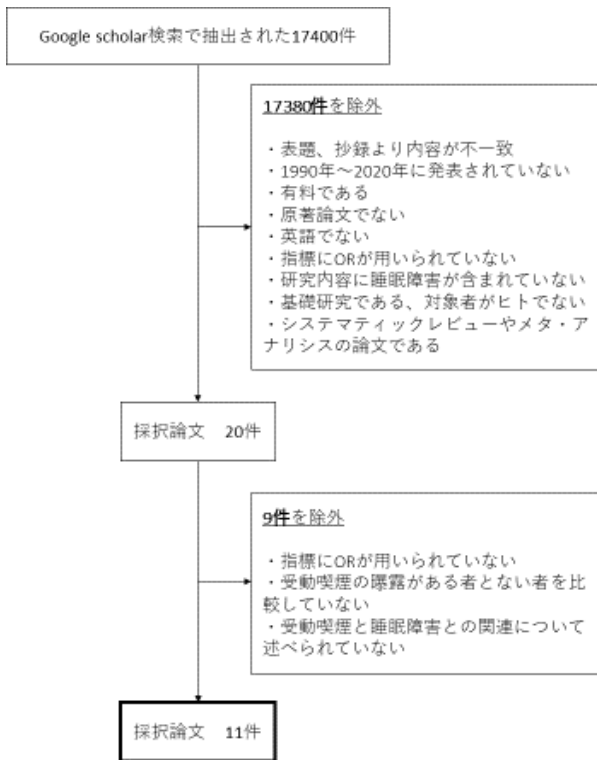 Google scholar検索で抽出された17400件
17380件を除外
・表題、抄録より内容が不一致
・1990年～2020年に発表されていない
・有料である
・原著論文でない
・英語でない
・指標にORが用いられていない
・研究内容に睡眠障害が含まれていない
・基礎研究である、対象者がヒトでない
・システマティックレビューやメタ・ア
ナリシスの論文である
採択論文　20件
9件を除外
・指標にORが用いられていない
・受動喫煙の曝露がある者とない者を比
較していない
・受動喫煙と睡眠障害との関連について
述べられていない
採択論文　11件